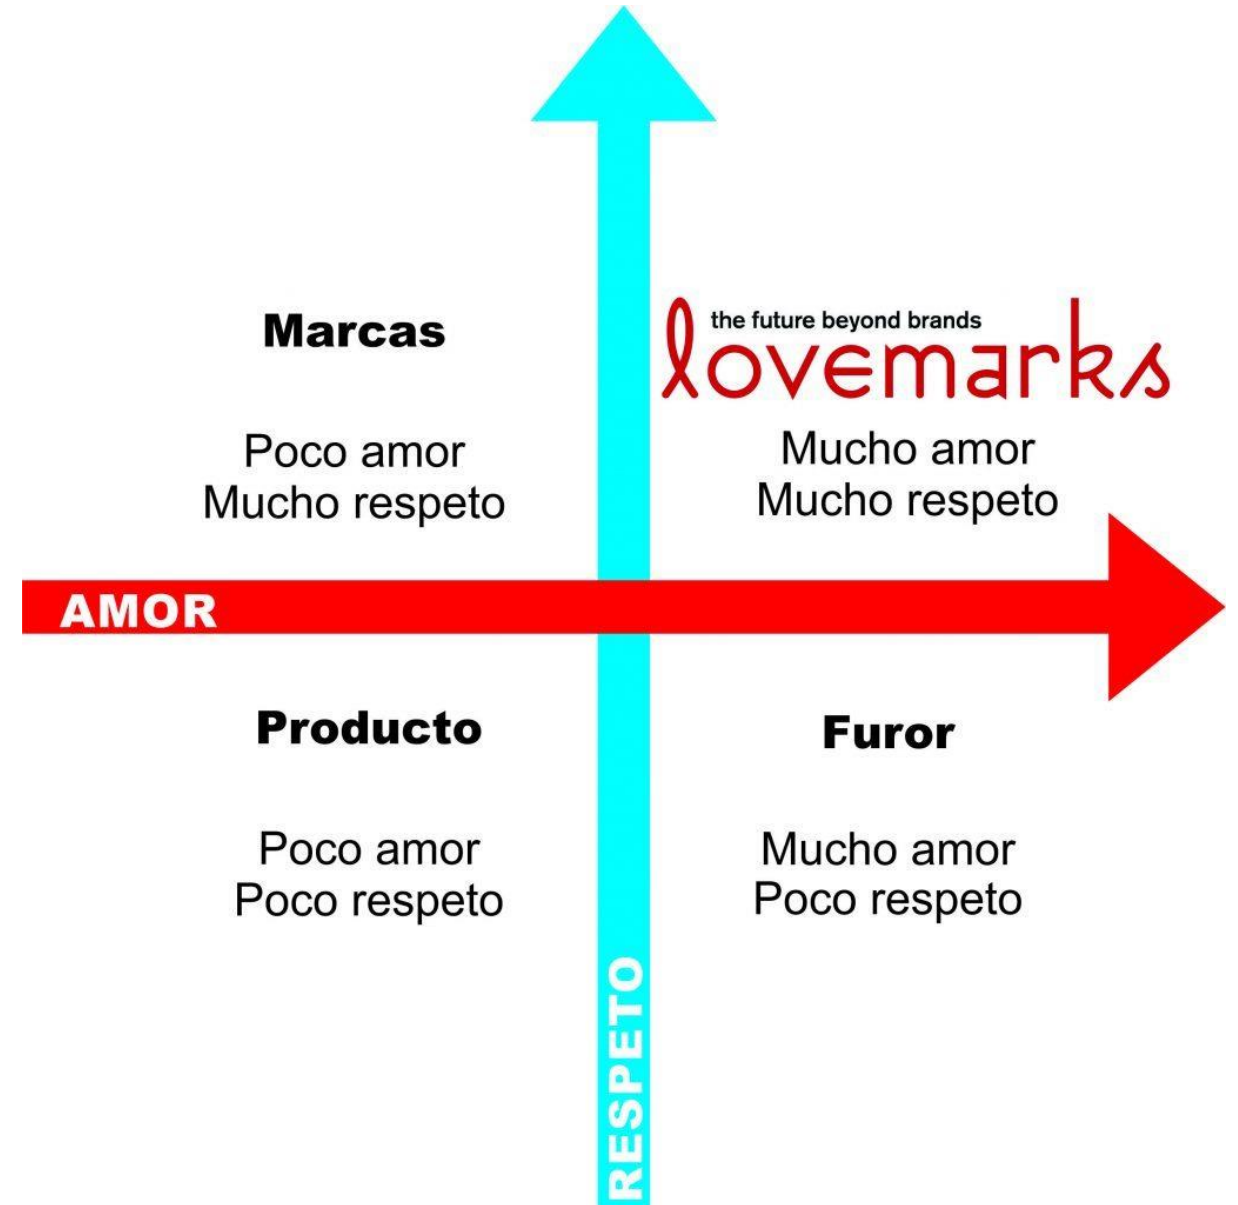 Marcas
Poco amor
Mucho respeto
the future beyond brands
lovemarks
Mucho amor
Mucho respeto
AMOR
Producto
Poco amor
Poco respeto
Furor
Mucho amor
Poco respeto
RESPETO